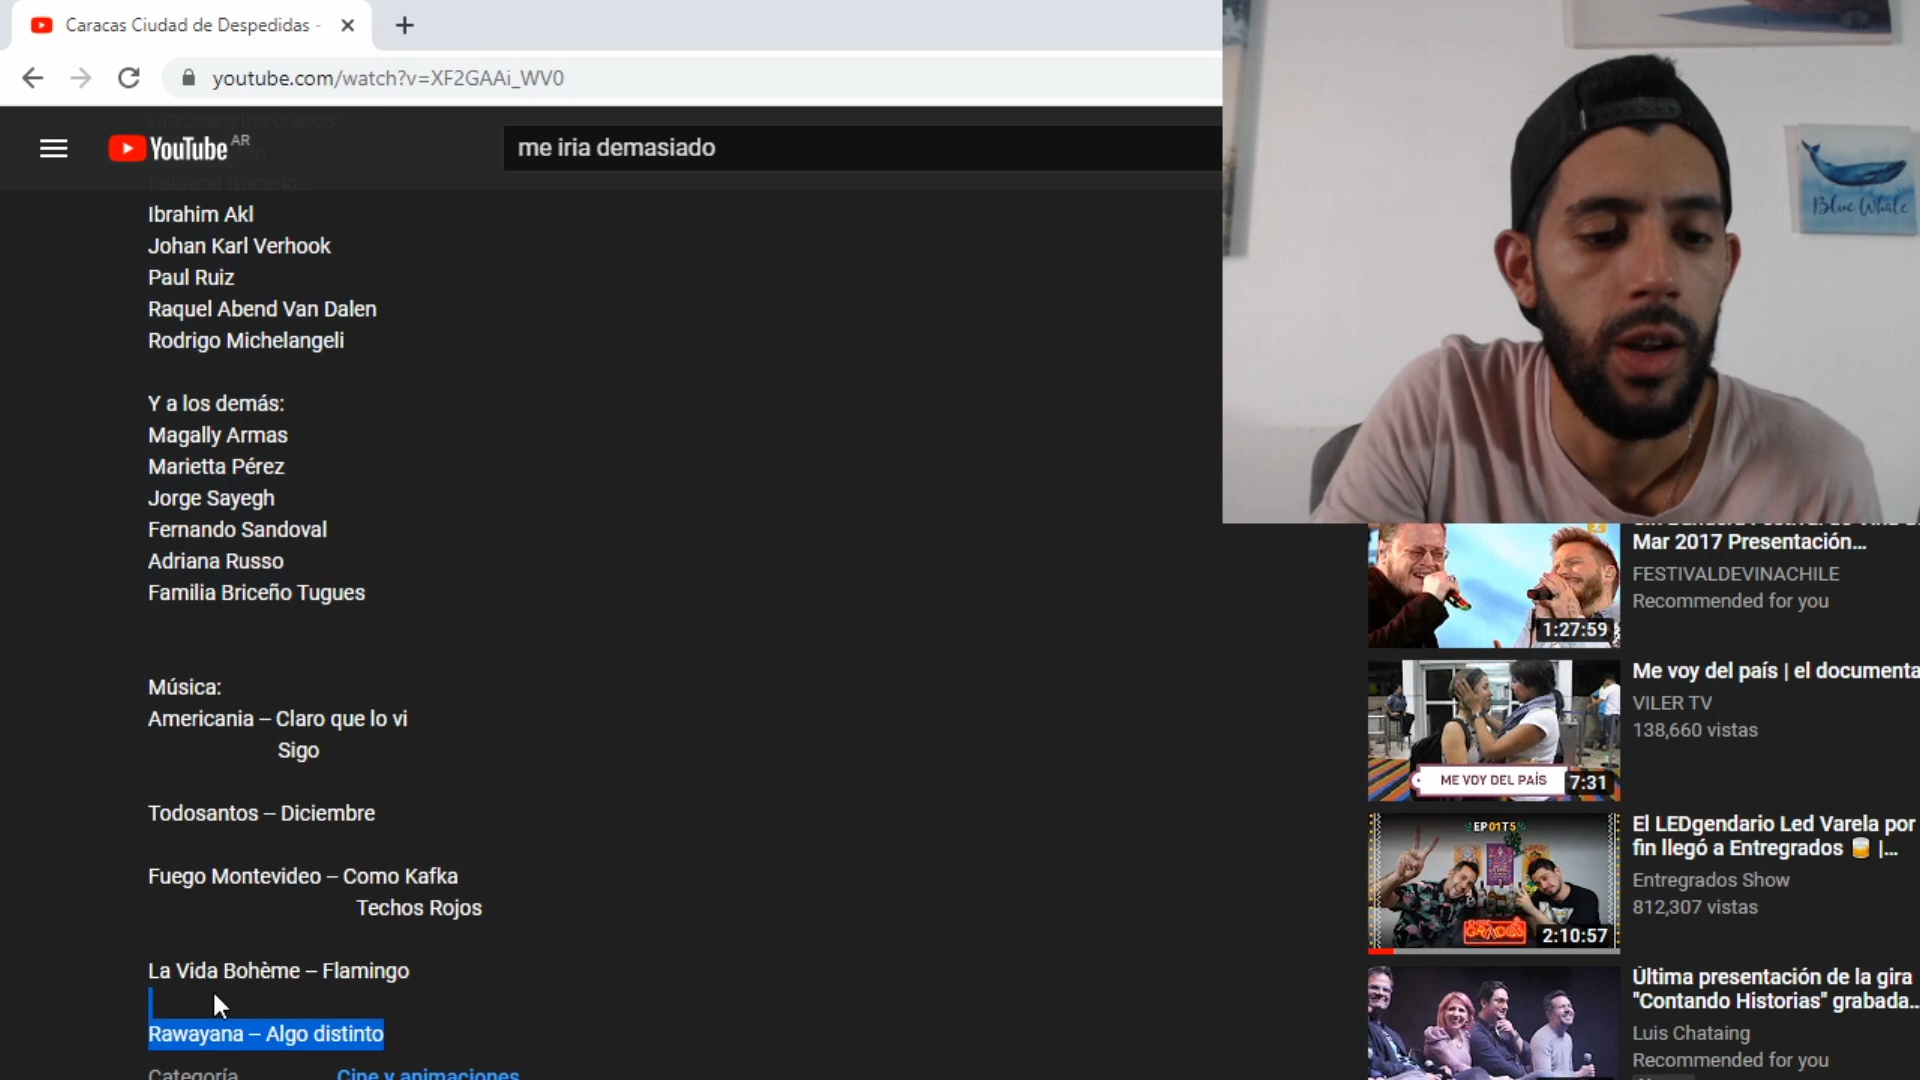 Caracas Ciudad de Despedidas -
youtube.com/watch?v=XF2GAAi_WV0
YouTube AR
me iria demasiado
Blue Whale
Ibrahim Akl
Johan Karl Verhook
Paul Ruiz
Raquel Abend Van Dalen
Rodrigo Michelangeli
Y a los demás:
Magally Armas
Marietta Pérez
Jorge Sayegh
Fernando Sandoval
Adriana Russo
Familia Briceño Tugues
Música:
Americania – Claro que lo vi
Sigo
Todosantos – Diciembre
Fuego Montevideo – Como Kafka
Techos Rojos
La Vida Bohème – Flamingo
Rawayana – Algo distinto
Categoría
Cine y animaciones
Mar 2017 Presentación...
FESTIVALDEVINACHILE
Recommended for you
1:27:59
Me voy del país | el documenta
VILER TV
138,660 vistas
ME VOY DEL PAÍS
7:31
El LEDgendario Led Varela por
fin llegó a Entregrados 🥃 |...
Entregrados Show
812,307 vistas
EP01T5
ENTRE
GRADOS
2:10:57
Última presentación de la gira
"Contando Historias" grabada...
Luis Chataing
Recommended for you